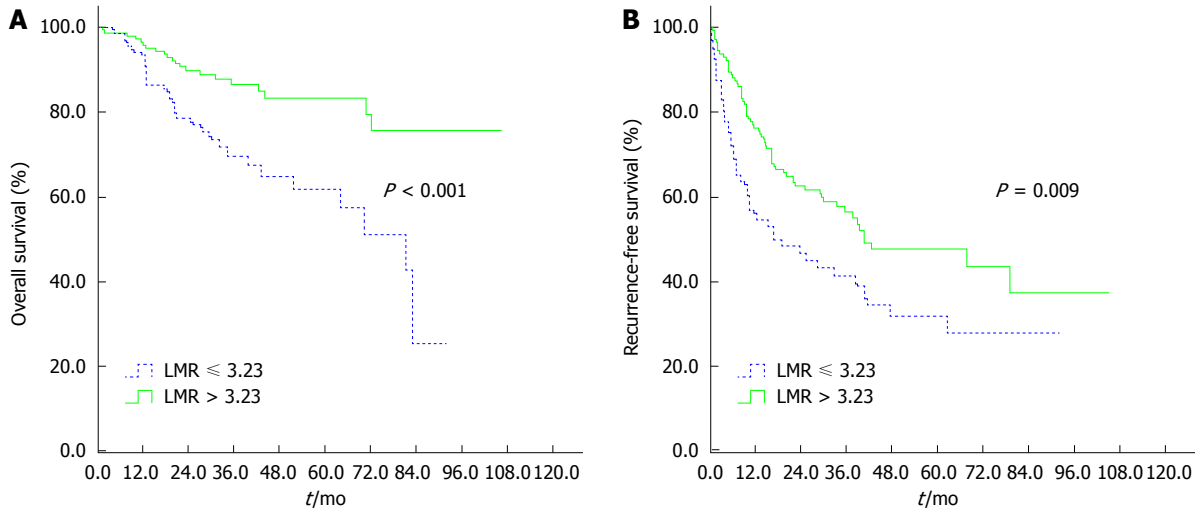 A
100.0
80.0
60.0
40.0
20.0
0.0
Overall survival (%)
P < 0.001
LMR ⩽ 3.23
LMR > 3.23
0.0 12.0 24.0 36.0 48.0 60.0 72.0 84.0 96.0 108.0 120.0
t/mo
B
100.0
80.0
60.0
40.0
20.0
0.0
Recurrence-free survival (%)
P = 0.009
LMR ⩽ 3.23
LMR > 3.23
0.0 12.0 24.0 36.0 48.0 60.0 72.0 84.0 96.0 108.0 120.0
t/mo